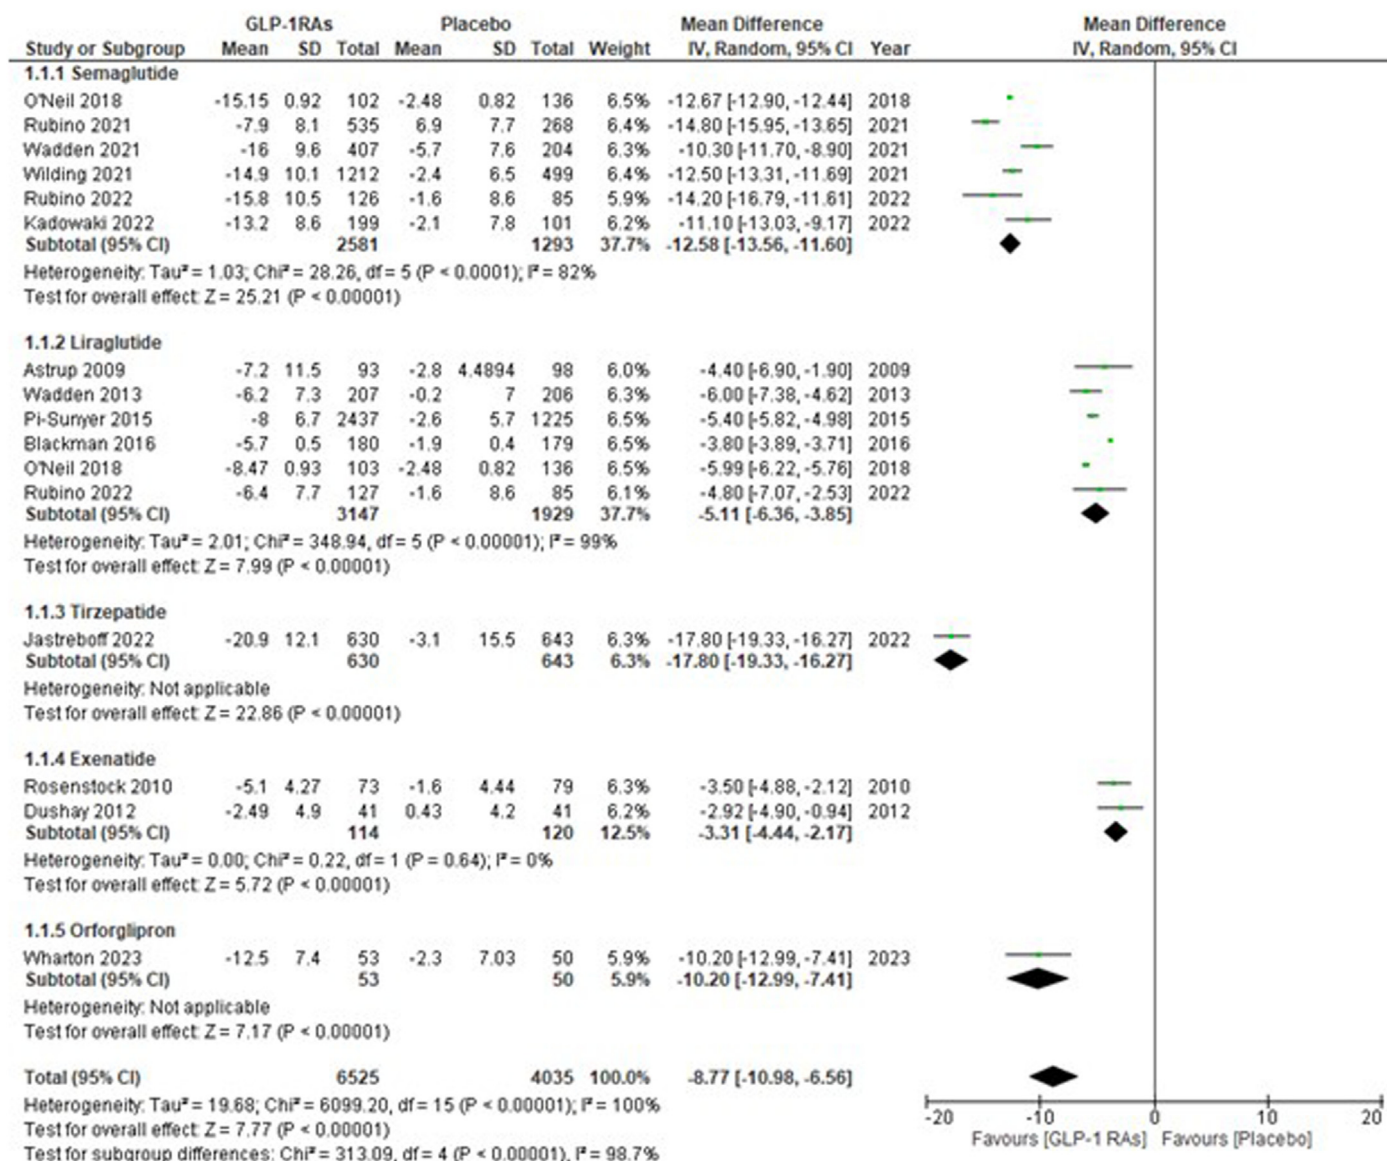 GLP-1RAs Placebo Mean Difference Mean Difference
Study or Subgroup Mean SD Total Mean SD Total Weight IV, Random, 95% CI Year IV, Random, 95% CI
1.1.1 Semaglutide
O'Neil 2018 -15.15 0.92 102 -2.48 0.82 136 6.5% -12.67 [-12.90, -12.44] 2018
Rubino 2021 -7.9 8.1 535 6.9 7.7 268 6.4% -14.80 [-15.95, -13.65] 2021
Wadden 2021 -16 9.6 407 -5.7 7.6 204 6.3% -10.30 [-11.70, -8.90] 2021
Wilding 2021 -14.9 10.1 1212 -2.4 6.5 499 6.4% -12.50 [-13.31, -11.69] 2021
Rubino 2022 -15.8 10.5 126 -1.6 8.6 85 5.9% -14.20 [-16.79, -11.61] 2022
Kadowaki 2022 -13.2 8.6 199 -2.1 7.8 101 6.2% -11.10 [-13.03, -9.17] 2022
Subtotal (95% CI) 2581 1293 37.7% -12.58 [-13.56, -11.60]
Heterogeneity: Tau² = 1.03; Chi² = 28.26, df = 5 (P < 0.0001); I² = 82%
Test for overall effect: Z = 25.21 (P < 0.00001)
1.1.2 Liraglutide
Astrup 2009 -7.2 11.5 93 -2.8 4.4894 98 6.0% -4.40 [-6.90, -1.90] 2009
Wadden 2013 -6.2 7.3 207 -0.2 7 206 6.3% -6.00 [-7.38, -4.62] 2013
Pi-Sunyer 2015 -8 6.7 2437 -2.6 5.7 1225 6.5% -5.40 [-5.82, -4.98] 2015
Blackman 2016 -5.7 0.5 180 -1.9 0.4 179 6.5% -3.80 [-3.89, -3.71] 2016
O'Neil 2018 -8.47 0.93 103 -2.48 0.82 136 6.5% -5.99 [-6.22, -5.76] 2018
Rubino 2022 -6.4 7.7 127 -1.6 8.6 85 6.1% -4.80 [-7.07, -2.53] 2022
Subtotal (95% CI) 3147 1929 37.7% -5.11 [-6.36, -3.85]
Heterogeneity: Tau² = 2.01; Chi² = 348.94, df = 5 (P < 0.00001); I² = 99%
Test for overall effect: Z = 7.99 (P < 0.00001)
1.1.3 Tirzepatide
Jastreboff 2022 -20.9 12.1 630 -3.1 15.5 643 6.3% -17.80 [-19.33, -16.27] 2022
Subtotal (95% CI) 630 643 6.3% -17.80 [-19.33, -16.27]
Heterogeneity: Not applicable
Test for overall effect: Z = 22.86 (P < 0.00001)
1.1.4 Exenatide
Rosenstock 2010 -5.1 4.27 73 -1.6 4.44 79 6.3% -3.50 [-4.88, -2.12] 2010
Dushay 2012 -2.49 4.9 41 0.43 4.2 41 6.2% -2.92 [-4.90, -0.94] 2012
Subtotal (95% CI) 114 120 12.5% -3.31 [-4.44, -2.17]
Heterogeneity: Tau² = 0.00; Chi² = 0.22, df = 1 (P = 0.64); I² = 0%
Test for overall effect: Z = 5.72 (P < 0.00001)
1.1.5 Orforglipron
Wharton 2023 -12.5 7.4 53 -2.3 7.03 50 5.9% -10.20 [-12.99, -7.41] 2023
Subtotal (95% CI) 53 50 5.9% -10.20 [-12.99, -7.41]
Heterogeneity: Not applicable
Test for overall effect: Z = 7.17 (P < 0.00001)
Total (95% CI) 6525 4035 100.0% -8.77 [-10.98, -6.56]
Heterogeneity: Tau² = 19.68; Chi² = 6099.20, df = 15 (P < 0.00001); I² = 100%
Test for overall effect: Z = 7.77 (P < 0.00001)
Test for subgroup differences: Chi² = 313.09, df = 4 (P < 0.00001), I² = 98.7%
-20 -10 0 10 20
Favours [GLP-1 RAs] Favours [Placebo]